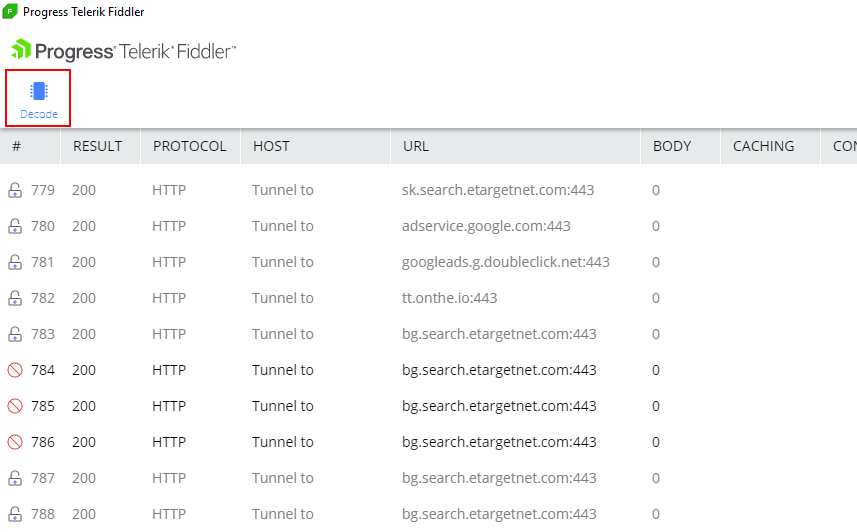 Progress Telerik Fiddler
Progress® Telerik® Fiddler™
Decode
# RESULT PROTOCOL HOST URL BODY CACHING CON
779 200 HTTP Tunnel to sk.search.etargetnet.com:443 0
780 200 HTTP Tunnel to adservice.google.com:443 0
781 200 HTTP Tunnel to googleads.g.doubleclick.net:443 0
782 200 HTTP Tunnel to tt.onthe.io:443 0
783 200 HTTP Tunnel to bg.search.etargetnet.com:443 0
784 200 HTTP Tunnel to bg.search.etargetnet.com:443 0
785 200 HTTP Tunnel to bg.search.etargetnet.com:443 0
786 200 HTTP Tunnel to bg.search.etargetnet.com:443 0
787 200 HTTP Tunnel to bg.search.etargetnet.com:443 0
788 200 HTTP Tunnel to bg.search.etargetnet.com:443 0